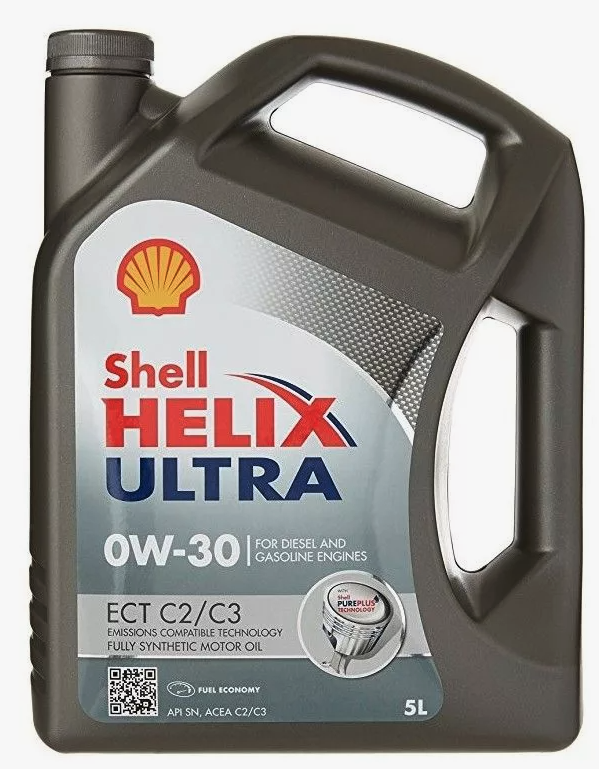 Shell
HELIX
ULTRA
0W-30
FOR DIESEL AND
GASOLINE ENGINES
ECT C2/C3
EMISSIONS COMPATIBLE TECHNOLOGY
FULLY SYNTHETIC MOTOR OIL
WITH
Shell
PUREPLUS
TECHNOLOGY
FUEL ECONOMY
API SN, ACEA C2/C3
5L